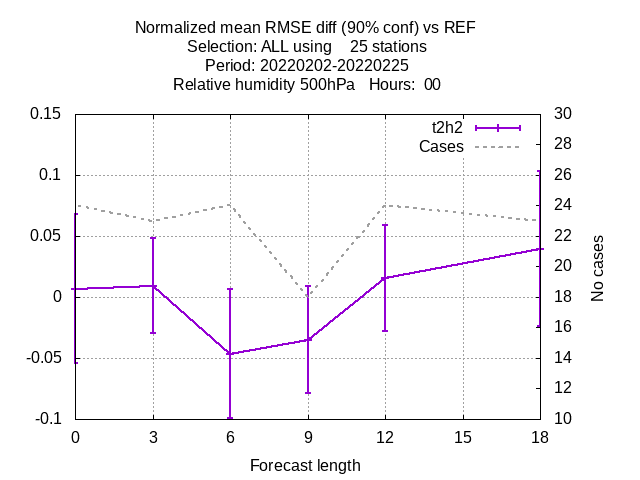 Normalized mean RMSE diff (90% conf) vs REF
Selection: ALL using    25 stations
Period: 20220202-20220225
Relative humidity 500hPa   Hours:  00
t2h2
Cases
0.15
0.1
0.05
0
-0.05
-0.1
30
28
26
24
22
20
18
16
14
12
10
No cases
0 3 6 9 12 15 18
Forecast length